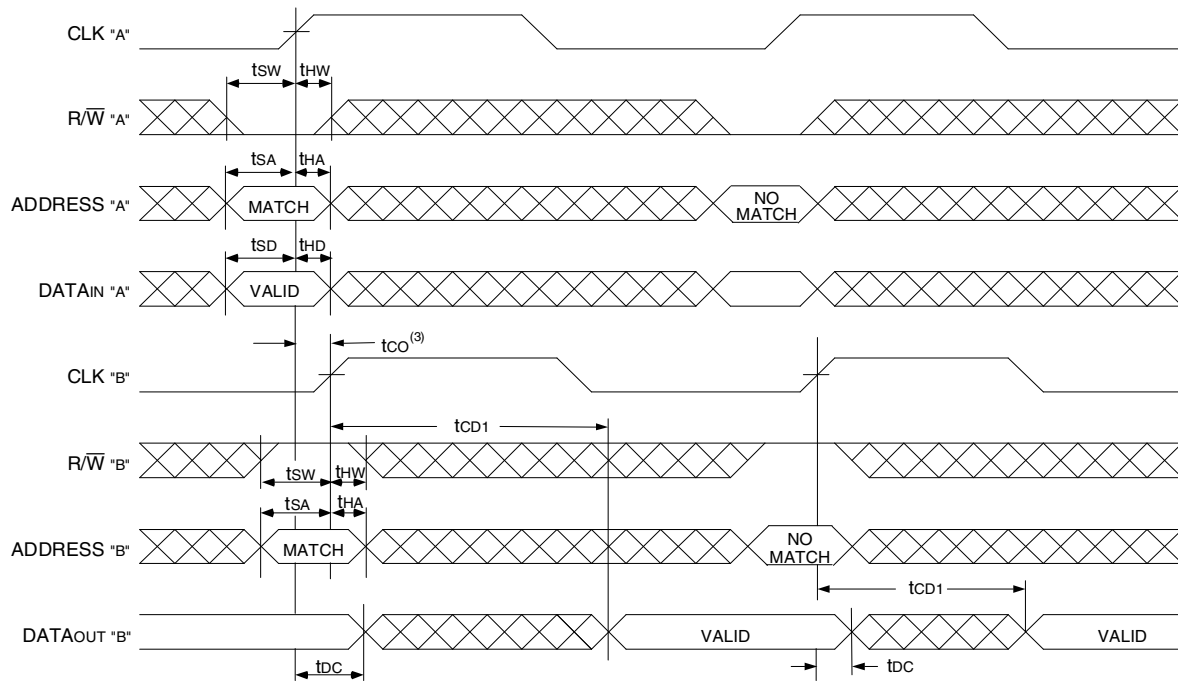 CLK "A"
tSW tHW
R/W̅ "A"
tSA tHA
ADDRESS "A" MATCH NO MATCH
tSD tHD
DATAIN "A" VALID
tCO(3)
CLK "B"
tCD1
R/W̅ "B"
tSW tHW
tSA tHA
ADDRESS "B" MATCH NO MATCH
tCD1
DATAOUT "B" VALID VALID
tDC tDC